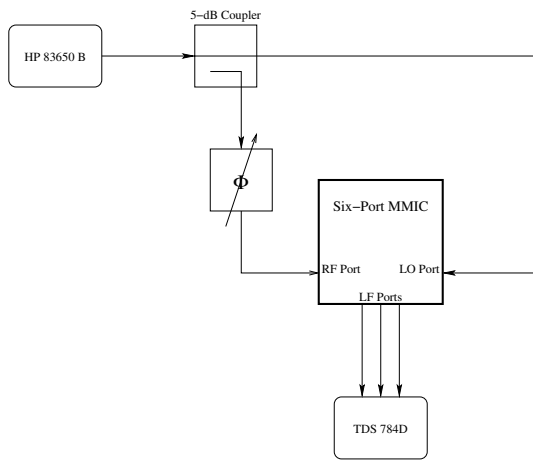 5-dB Coupler
HP 83650 B
Φ
Six-Port MMIC
RF Port LO Port
LF Ports
TDS 784D